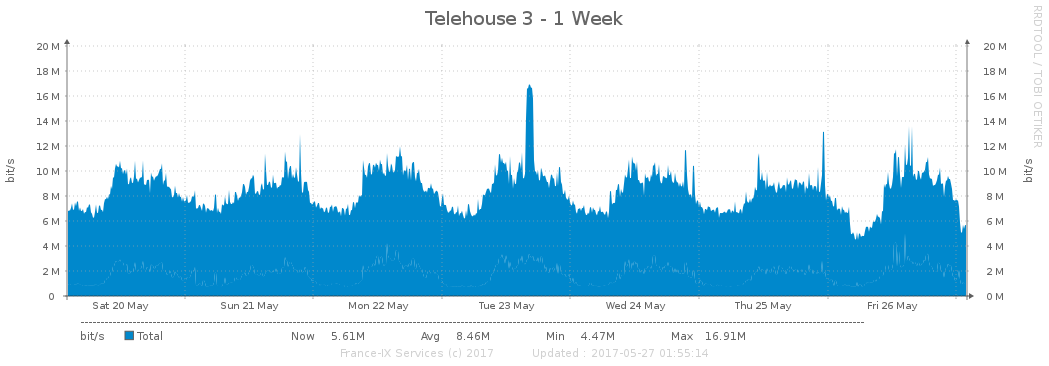 Telehouse 3 - 1 Week
RRDTOOL / TOBI OETIKER
bit/s
20 M
18 M
16 M
14 M
12 M
10 M
8 M
6 M
4 M
2 M
0
20 M
18 M
16 M
14 M
12 M
10 M
8 M
6 M
4 M
2 M
0 M
bit/s
Sat 20 May Sun 21 May Mon 22 May Tue 23 May Wed 24 May Thu 25 May Fri 26 May
bit/s Total Now 5.61M Avg 8.46M Min 4.47M Max 16.91M
France-IX Services (c) 2017 Updated : 2017-05-27 01:55:14